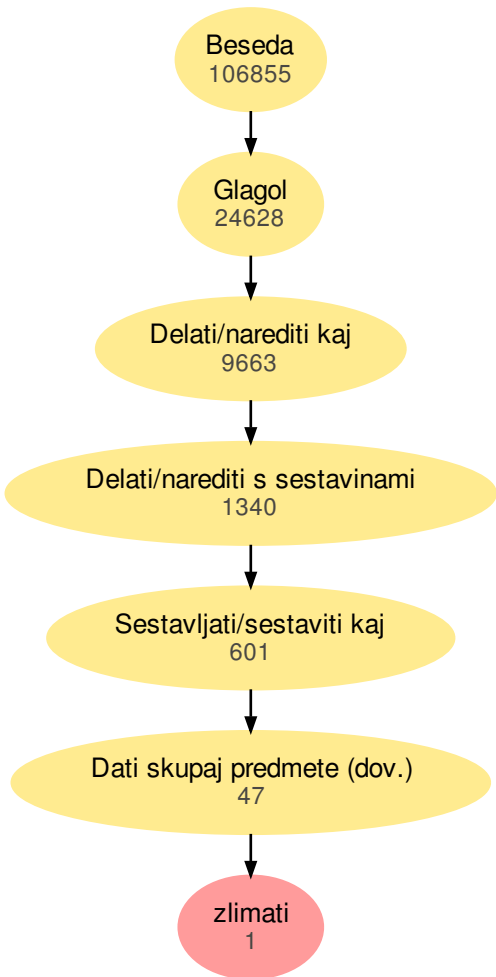 Beseda
106855
Glagol
24628
Delati/narediti kaj
9663
Delati/narediti s sestavinami
1340
Sestavljati/sestaviti kaj
601
Dati skupaj predmete (dov.)
47
zlimati
1